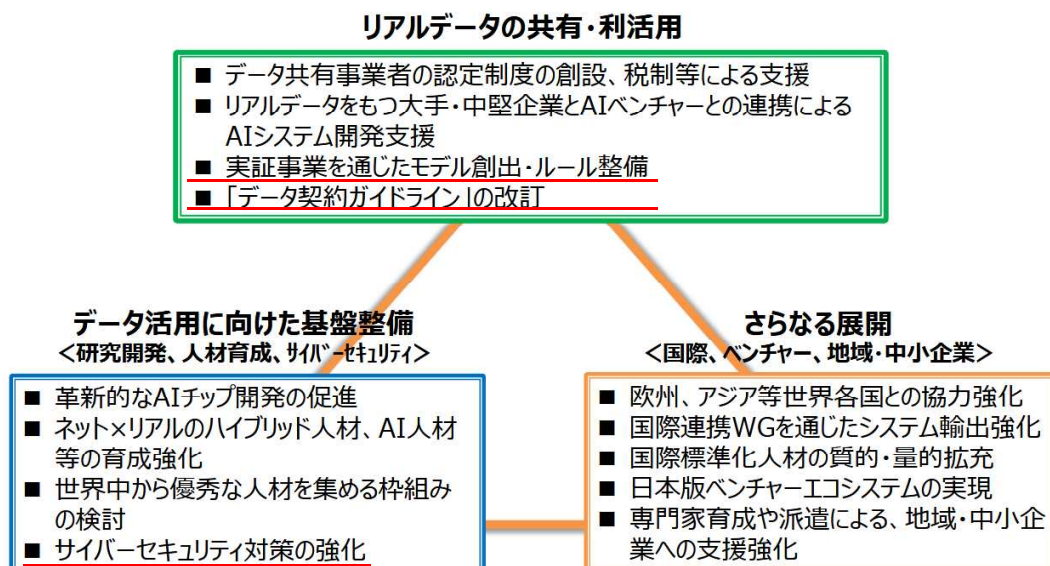 リアルデータの共有・利活用
■ データ共有事業者の認定制度の創設、税制等による支援
■ リアルデータをもつ大手・中堅企業とAIベンチャーとの連携による
AIシステム開発支援
■ 実証事業を通じたモデル創出・ルール整備
■ 「データ契約ガイドライン」の改訂
データ活用に向けた基盤整備
<研究開発、人材育成、サイバーセキュリティ>
■ 革新的なAIチップ開発の促進
■ ネット×リアルのハイブリッド人材、AI人材
等の育成強化
■ 世界中から優秀な人材を集める枠組み
の検討
■ サイバーセキュリティ対策の強化
さらなる展開
<国際、ベンチャー、地域・中小企業>
■ 欧州、アジア等世界各国との協力強化
■ 国際連携WGを通じたシステム輸出強化
■ 国際標準化人材の質的・量的拡充
■ 日本版ベンチャーエコシステムの実現
■ 専門家育成や派遣による、地域・中小企
業への支援強化